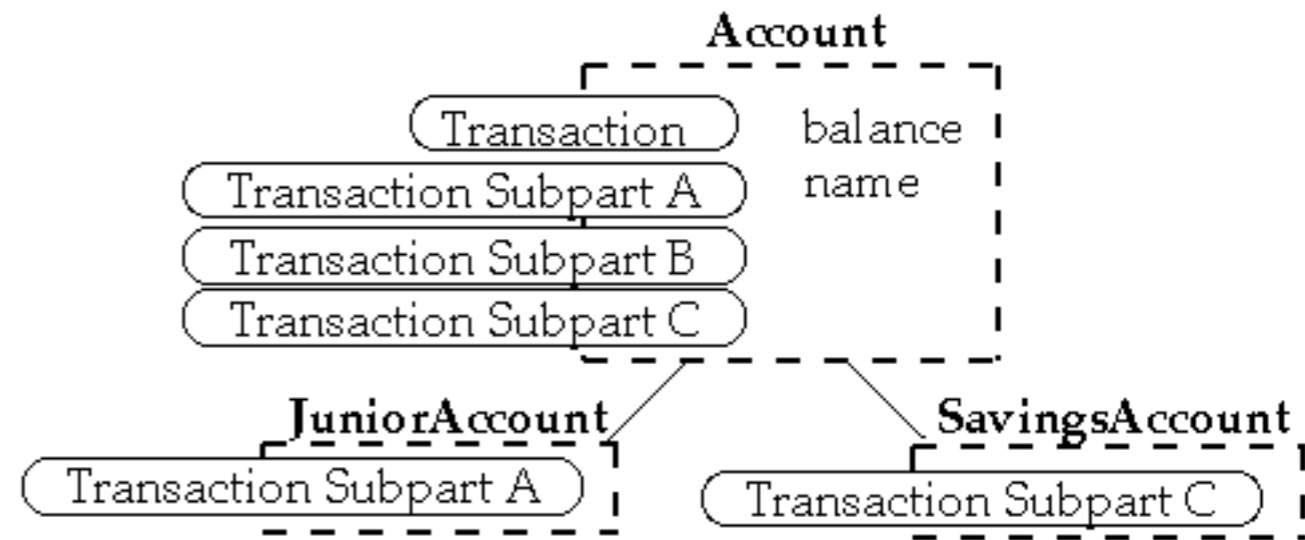 Account
Transaction
balance
Transaction Subpart A
name
Transaction Subpart B
Transaction Subpart C
JuniorAccount
SavingsAccount
Transaction Subpart A
Transaction Subpart C